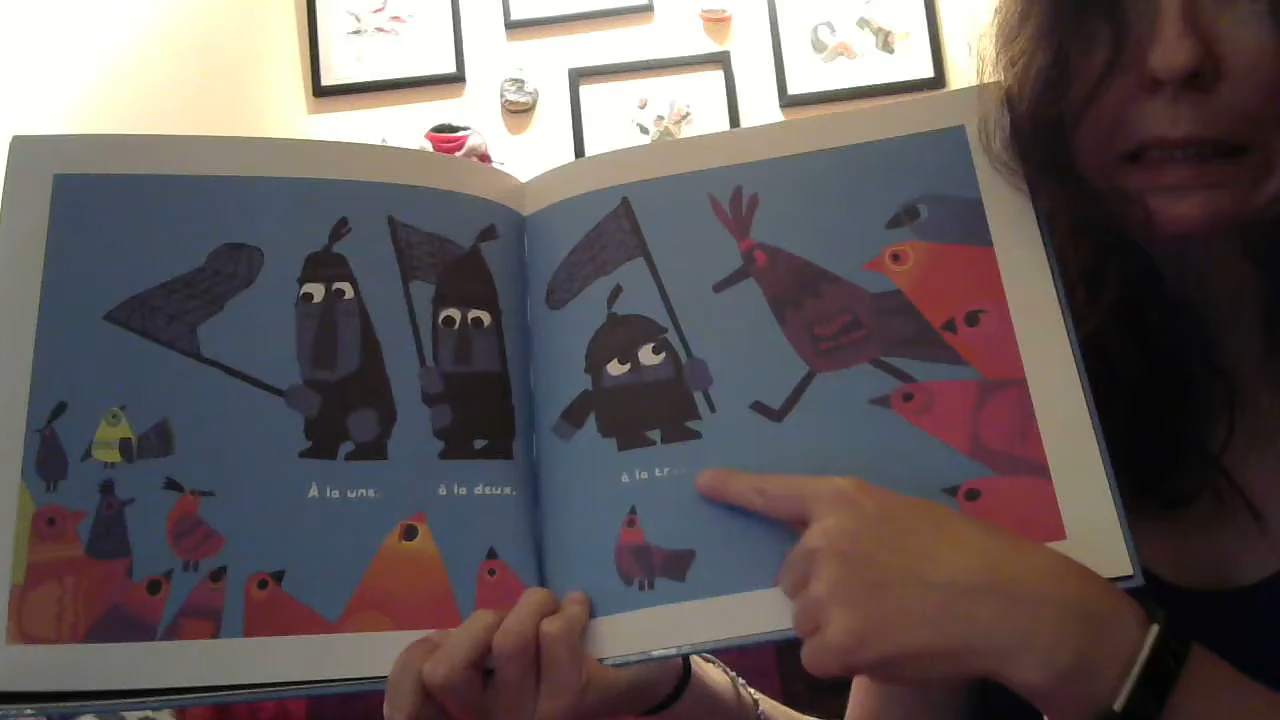 À la une,
à la deux,
à la tr...